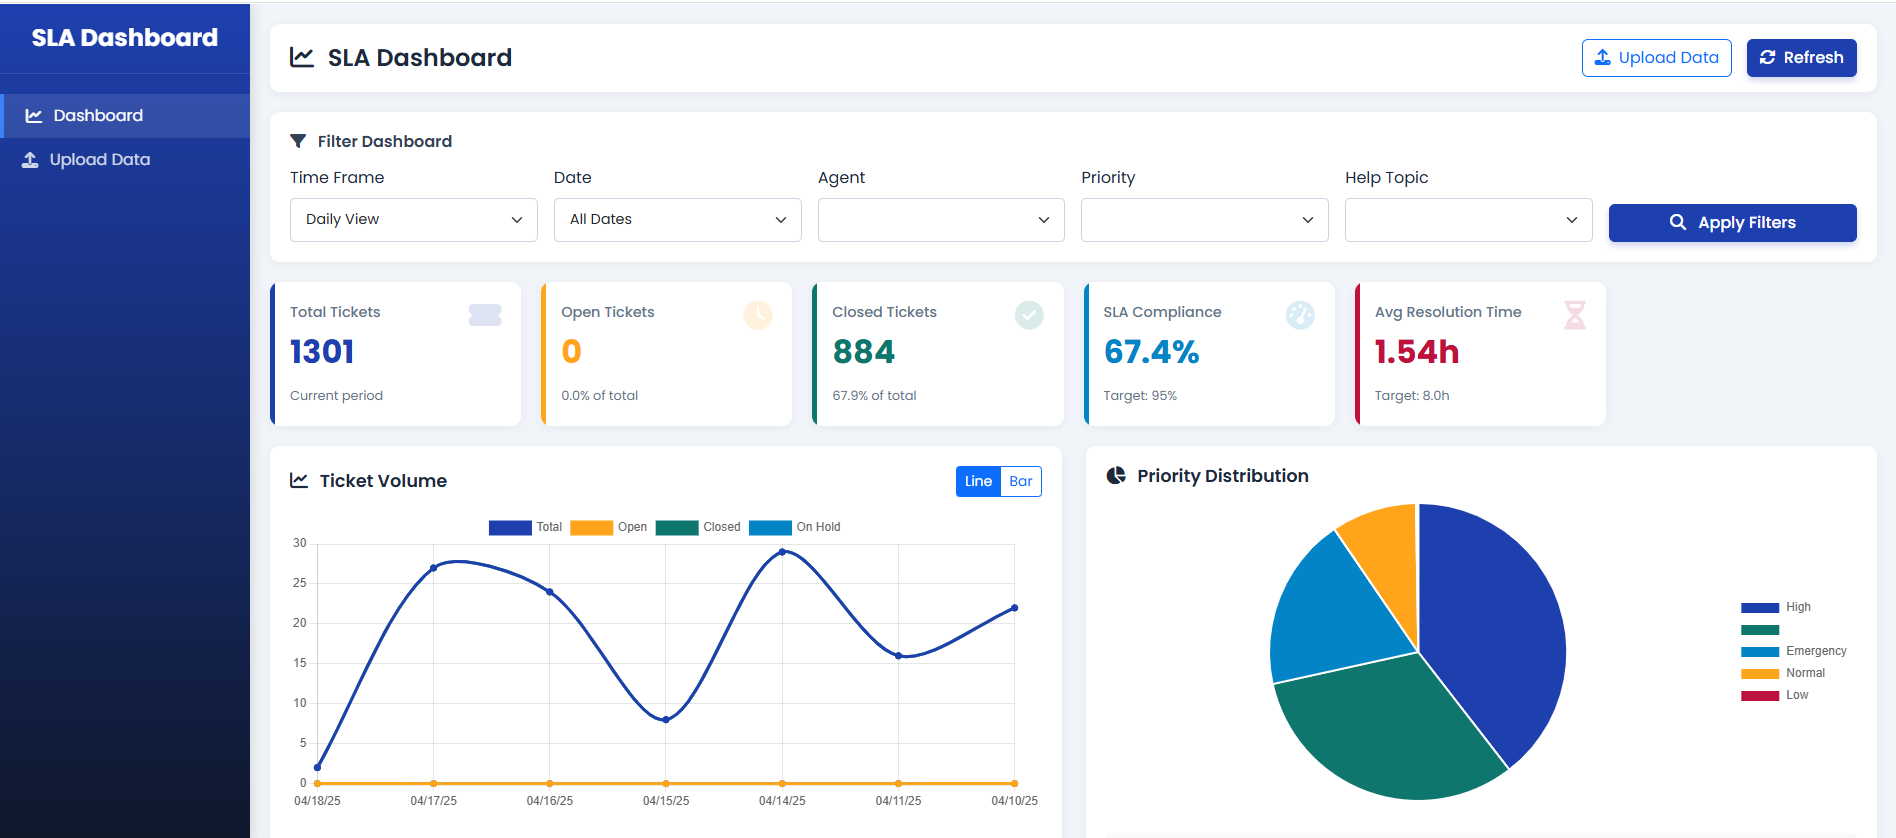 SLA Dashboard
Dashboard
Upload Data
SLA Dashboard
Upload Data
Refresh
Filter Dashboard
Time Frame
Date
Agent
Priority
Help Topic
Daily View
All Dates
Apply Filters
Total Tickets
1301
Current period
Open Tickets
0
0.0% of total
Closed Tickets
884
67.9% of total
SLA Compliance
67.4%
Target: 95%
Avg Resolution Time
1.54h
Target: 8.0h
Ticket Volume
Line
Bar
Total
Open
Closed
On Hold
30
25
20
15
10
5
0
04/18/25
04/17/25
04/16/25
04/15/25
04/14/25
04/11/25
04/10/25
Priority Distribution
High
Emergency
Normal
Low